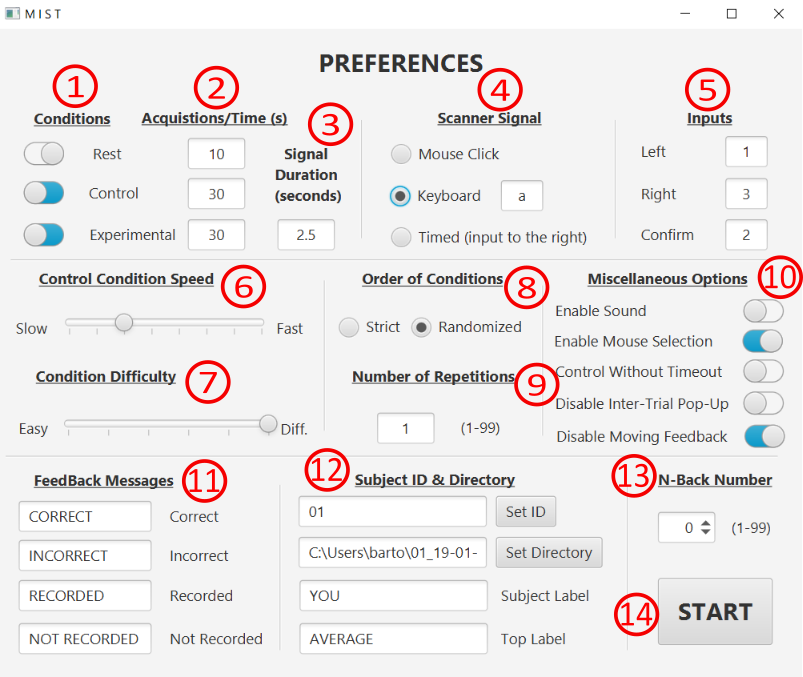 MIST
PREFERENCES
1 2 3 4 5
Conditions Acquistions/Time (s) Scanner Signal Inputs
Rest 10 Signal Duration (seconds) Mouse Click Left 1
Control 30 Keyboard a Right 3
Experimental 30 2.5 Timed (input to the right) Confirm 2
Control Condition Speed 6 Order of Conditions 8 Miscellaneous Options 10
Slow Fast Strict Randomized Enable Sound
Enable Mouse Selection
Condition Difficulty 7 Number of Repetitions 9 Control Without Timeout
Disable Inter-Trial Pop-Up
Easy Diff. 1 (1-99) Disable Moving Feedback
FeedBack Messages 11 12 Subject ID & Directory 13 N-Back Number
CORRECT Correct 01 Set ID 0 (1-99)
INCORRECT Incorrect C:\Users\barto\01_19-01- Set Directory
RECORDED Recorded YOU Subject Label 14 START
NOT RECORDED Not Recorded AVERAGE Top Label